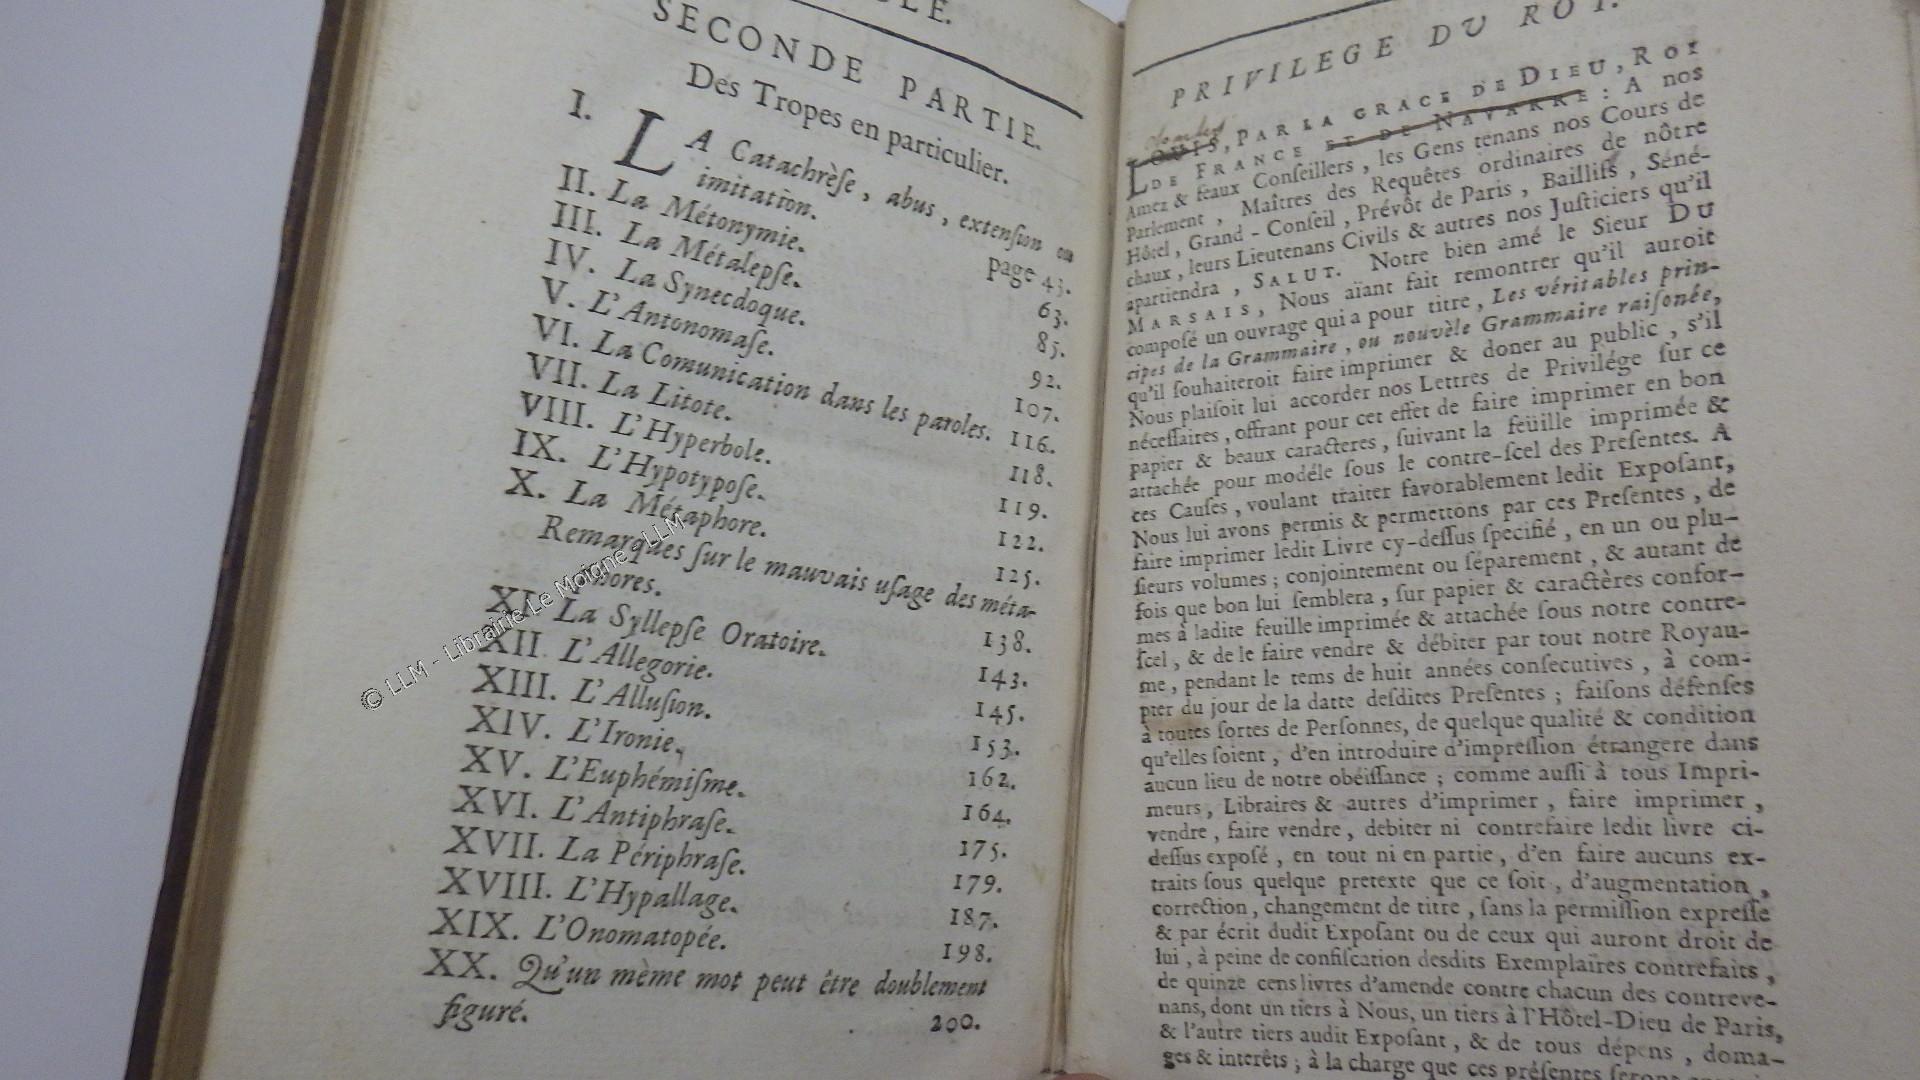 SECONDE PARTIE.
Des Tropes en particulier.
I. LA Catachrèſe, abus, extenſion ou
imitation. page 43.
II. La Métonymie. 63.
III. La Métalepſe. 85.
IV. La Synecdoque. 92.
V. L'Antonomaſe. 107.
VI. La Comunication dans les paroles. 116.
VII. La Litote. 118.
VIII. L'Hyperbole. 119.
IX. L'Hypotypoſe. 122.
X. La Métaphore. 125.
Remarques ſur le mauvais uſage des méta-
phores. 138.
XI. La Syllepſe Oratoire. 143.
XII. L'Allegorie. 145.
XIII. L'Alluſion. 153.
XIV. L'Ironie. 162.
XV. L'Euphémiſme. 164.
XVI. L'Antiphraſe. 175.
XVII. La Périphraſe. 179.
XVIII. L'Hypallage. 187.
XIX. L'Onomatopée. 198.
XX. Qu'un mème mot peut être doublement
figuré. 200.
© LLM - Librairie Le Moigne - LLM
PRIVILEGE DU ROI.
LOUIS, PAR LA GRACE DE DIEU, ROI
DE FRANCE ET DE NAVARRE: A nos
Amez & feaux Conſeillers, les Gens tenans nos Cours de
Parlement, Maîtres des Requêtes ordinaires de nôtre
Hôtel, Grand-Conſeil, Prévôt de Paris, Bailliſs, Séné-
chaux, leurs Lieutenans Civils & autres nos Juſticiers qu'il
apartiendra, SALUT. Notre bien amé le Sieur DU
MARSAIS, Nous aïant fait remontrer qu'il auroit
compoſé un ouvrage qui a pour titre, Les véritables prin-
cipes de la Grammaire, ou nouvèle Grammaire raiſonée,
qu'il ſouhaiteroit faire imprimer & doner au public, s'il
Nous plaiſoit lui accorder nos Lettres de Privilége ſur ce
néceſſaires, offrant pour cet effet de faire imprimer en bon
papier & beaux caracteres, ſuivant la feüille imprimée &
attachée pour modéle ſous le contre-ſcel des Preſentes. A
ces Cauſes, voulant traiter favorablement ledit Expoſant,
Nous lui avons permis & permettons par ces Preſentes, de
faire imprimer ledit Livre cy-deſſus ſpecifié, en un ou plu-
ſieurs volumes; conjointement ou ſéparement, & autant de
fois que bon lui ſemblera, ſur papier & caractères confor-
mes à ladite feuille imprimée & attachée ſous notre contre-
ſcel, & de le faire vendre & débiter par tout notre Royau-
me, pendant le tems de huit années conſecutives, à com-
pter du jour de la datte deſdites Preſentes; faiſons défenſes
à toutes ſortes de Perſonnes, de quelque qualité & condition
qu'elles ſoient, d'en introduire d'impreſſion étrangere dans
aucun lieu de notre obéiſſance; comme auſſi à tous Impri-
meurs, Libraires & autres d'imprimer, faire imprimer,
vendre, faire vendre, debiter ni contrefaire ledit livre ci-
deſſus expoſé, en tout ni en partie, d'en faire aucuns ex-
traits ſous quelque pretexte que ce ſoit, d'augmentation,
correction, changement de titre, ſans la permiſſion expreſſe
& par écrit dudit Expoſant ou de ceux qui auront droit de
lui, à peine de confiſcation desdits Exemplaires contrefaits,
de quinze cens livres d'amende contre chacun des contreve-
nans, dont un tiers à Nous, un tiers à l'Hôtel-Dieu de Paris,
& l'autre tiers audit Expoſant, & de tous dépens, doma-
ges & interêts; à la charge que ces préſentes ſeront